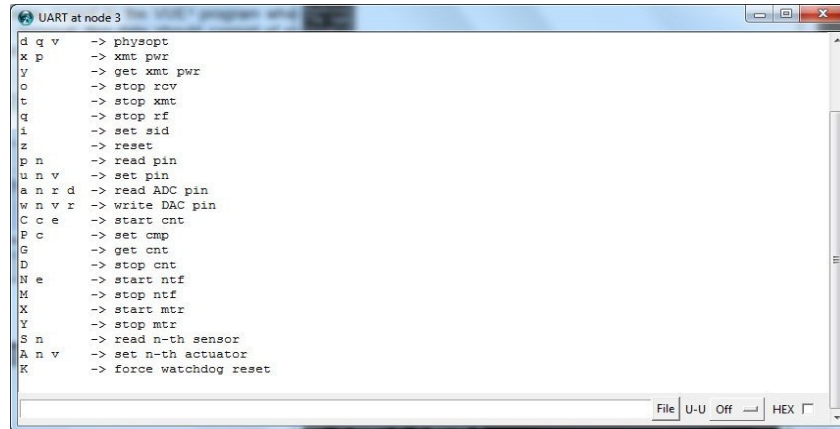 UART at node 3
d q v    -> physopt
x p      -> xmt pwr
y        -> get xmt pwr
o        -> stop rcv
t        -> stop xmt
q        -> stop rf
i        -> set sid
z        -> reset
p n      -> read pin
u n v    -> set pin
a n r d  -> read ADC pin
w n v r  -> write DAC pin
C c e    -> start cnt
P c      -> set cmp
G        -> get cnt
D        -> stop cnt
N e      -> start ntf
M        -> stop ntf
X        -> start mtr
Y        -> stop mtr
S n      -> read n-th sensor
A n v    -> set n-th actuator
K        -> force watchdog reset
File U-U Off HEX